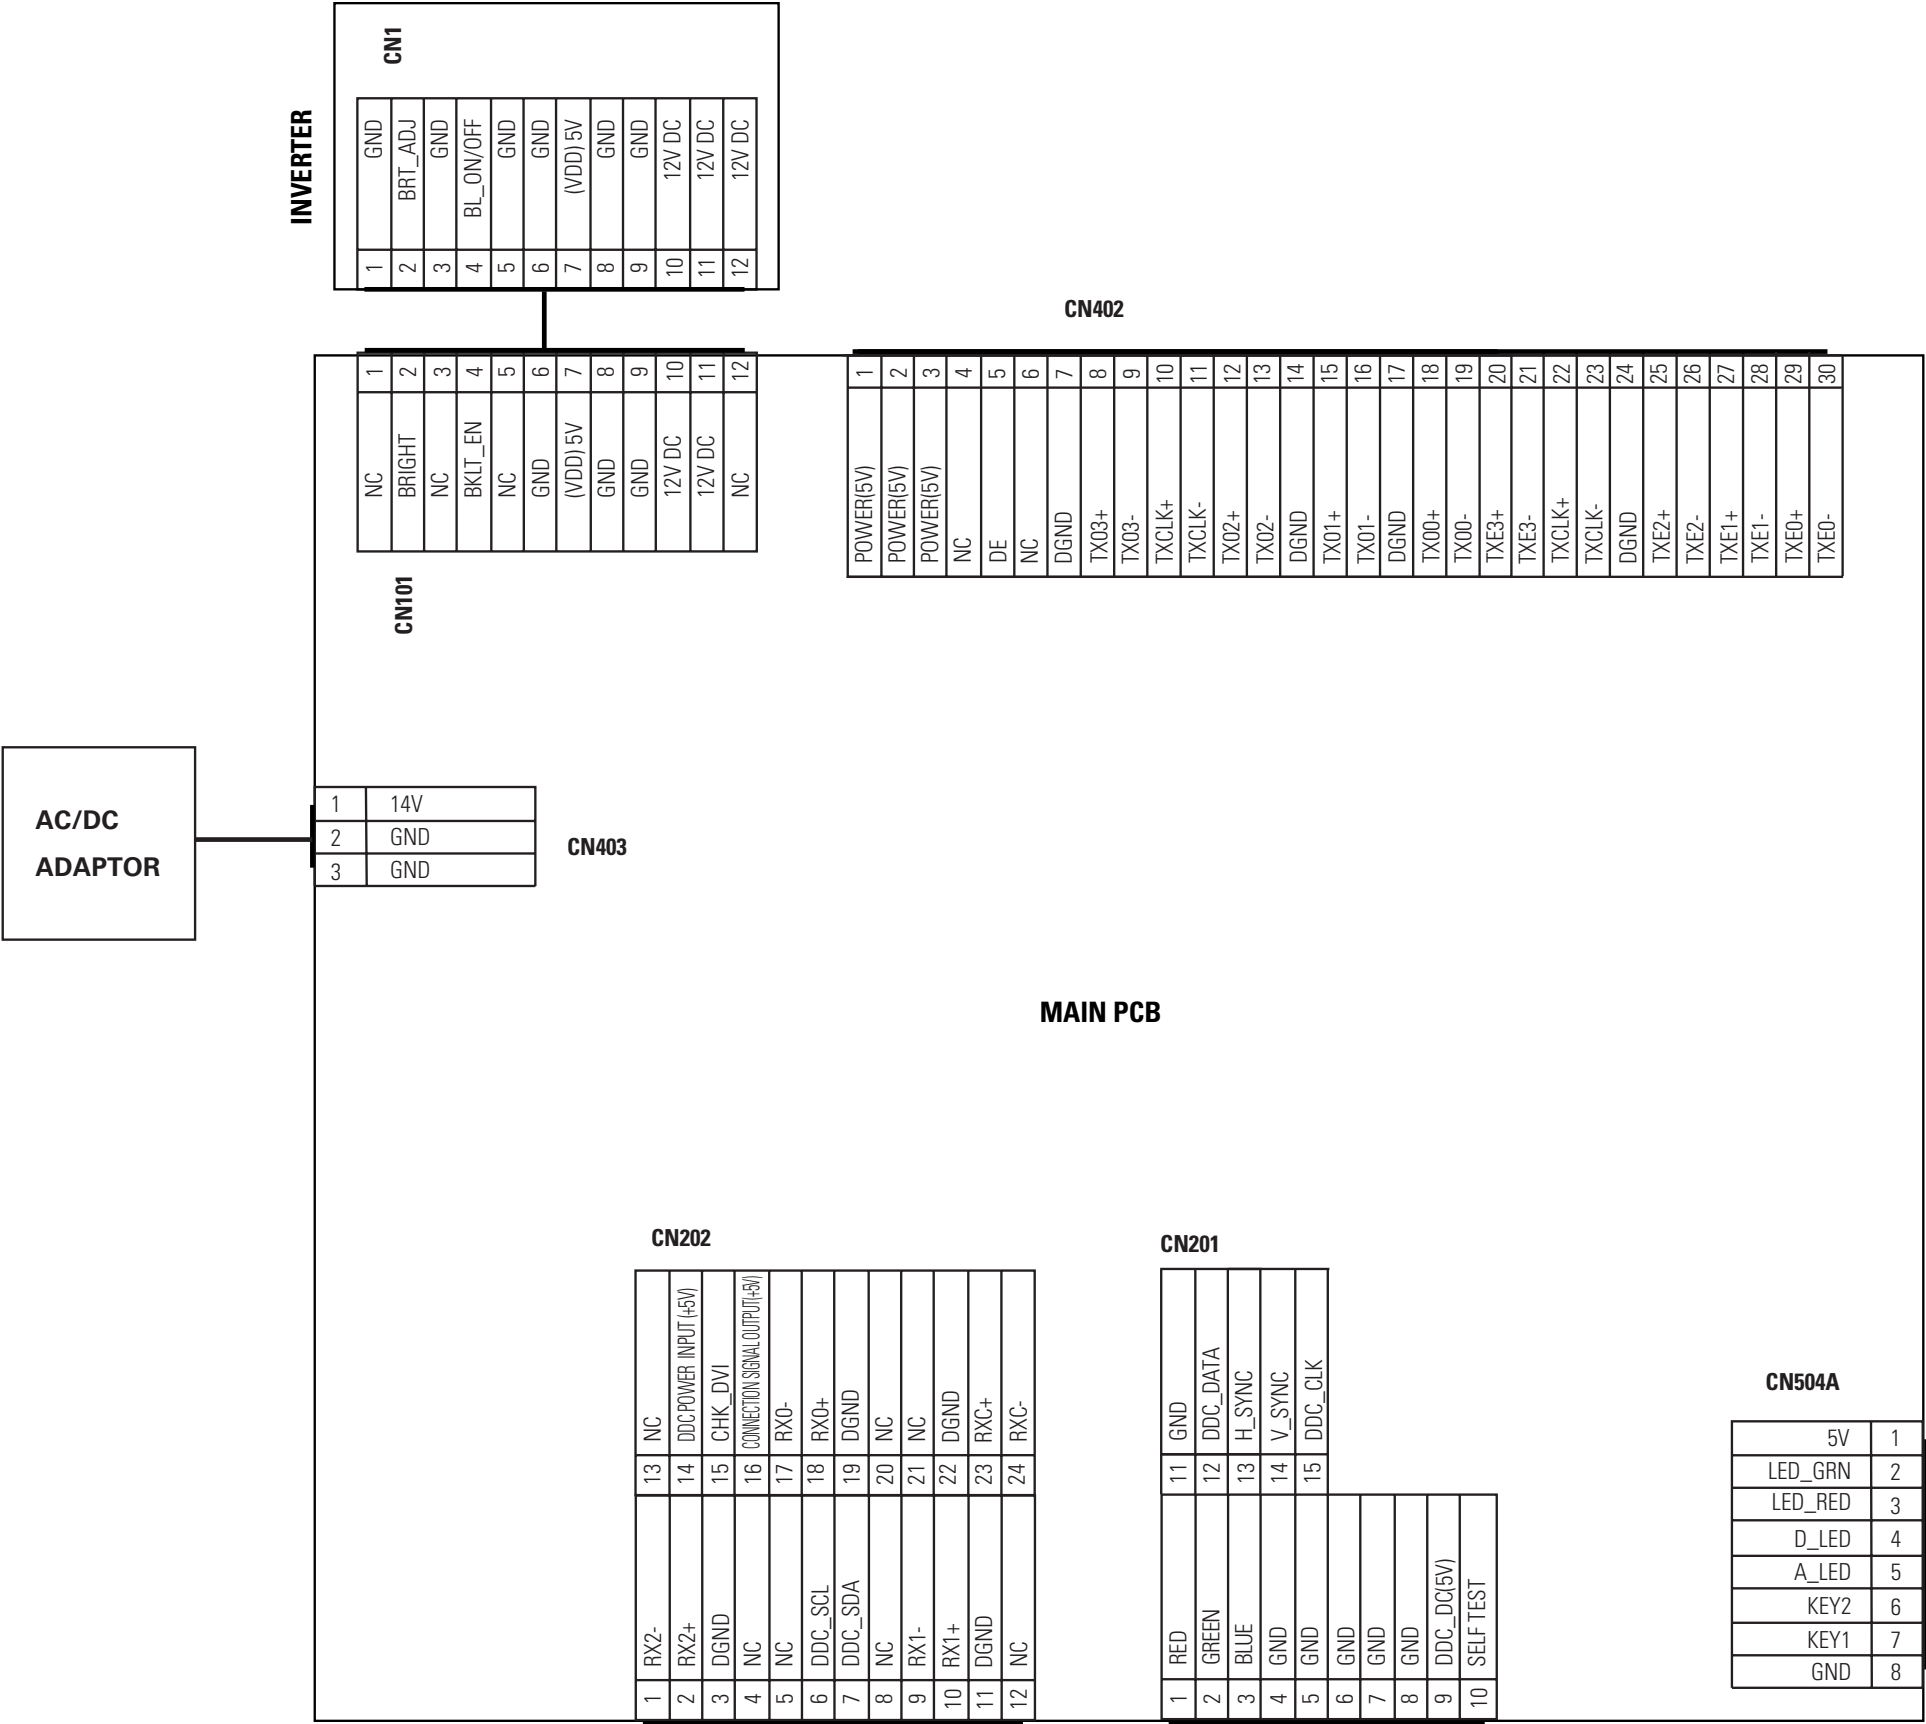 INVERTER
CN1
1 GND
2 BRT_ADJ
3 GND
4 BL_ON/OFF
5 GND
6 GND
7 (VDD) 5V
8 GND
9 GND
10 12V DC
11 12V DC
12 12V DC
CN101
1 NC
2 BRIGHT
3 NC
4 BKLT_EN
5 NC
6 GND
7 (VDD) 5V
8 GND
9 GND
10 12V DC
11 12V DC
12 NC
CN402
1 POWER(5V)
2 POWER(5V)
3 POWER(5V)
4 NC
5 DE
6 NC
7 DGND
8 TX03+
9 TX03-
10 TXCLK+
11 TXCLK-
12 TX02+
13 TX02-
14 DGND
15 TX01+
16 TX01-
17 DGND
18 TX00+
19 TX00-
20 TXE3+
21 TXE3-
22 TXCLK+
23 TXCLK-
24 DGND
25 TXE2+
26 TXE2-
27 TXE1+
28 TXE1-
29 TXE0+
30 TXE0-
AC/DC
ADAPTOR
1 14V
2 GND
3 GND
CN403
MAIN PCB
CN202
13 NC
14 DDC POWER INPUT (+5V)
15 CHK_DVI
16 CONNECTION SIGNAL OUTPUT(+5V)
17 RX0-
18 RX0+
19 DGND
20 NC
21 NC
22 DGND
23 RXC+
24 RXC-
1 RX2-
2 RX2+
3 DGND
4 NC
5 NC
6 DDC_SCL
7 DDC_SDA
8 NC
9 RX1-
10 RX1+
11 DGND
12 NC
CN201
11 GND
12 DDC_DATA
13 H_SYNC
14 V_SYNC
15 DDC_CLK
1 RED
2 GREEN
3 BLUE
4 GND
5 GND
6 GND
7 GND
8 GND
9 DDC_DC(5V)
10 SELF TEST
CN504A
5V 1
LED_GRN 2
LED_RED 3
D_LED 4
A_LED 5
KEY2 6
KEY1 7
GND 8